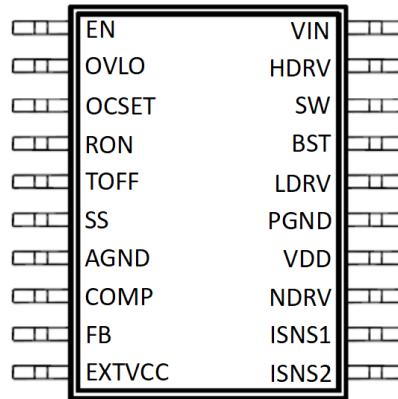 EN VIN
OVLO HDRV
OCSET SW
RON BST
TOFF LDRV
SS PGND
AGND VDD
COMP NDRV
FB ISNS1
EXTVCC ISNS2